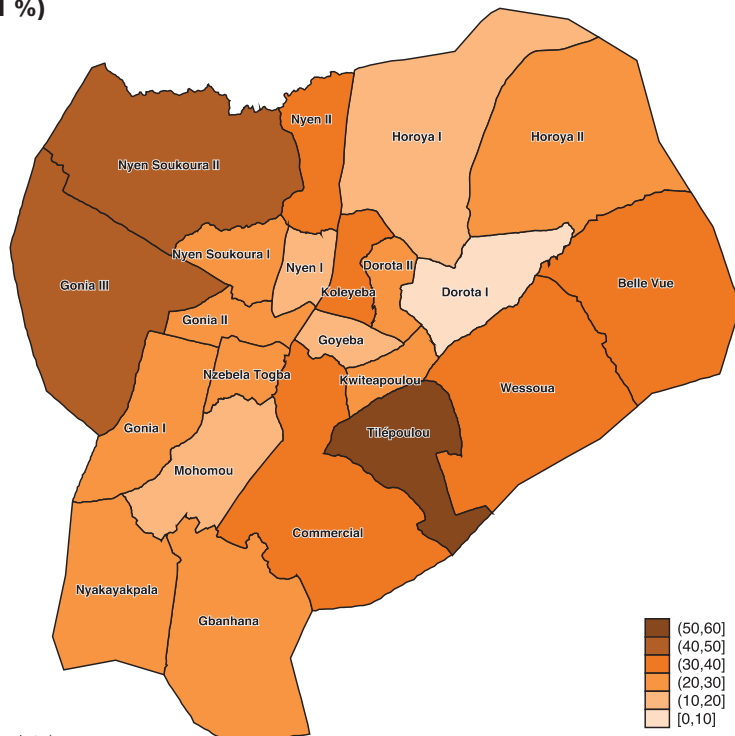 %)
Nyen II
Horoya I
Horoya II
Nyen Soukoura II
Nyen Soukoura I
Nyen I
Dorota II
Gonia III
Koleyeba
Dorota I
Belle Vue
Gonia II
Goyeba
Nzebela Togba
Kwiteapoulou
Wessoua
Gonia I
Tilépoulou
Mohomou
Commercial
Nyakayakpala
Gbanhana
(50,60]
(40,50]
(30,40]
(20,30]
(10,20]
[0,10]